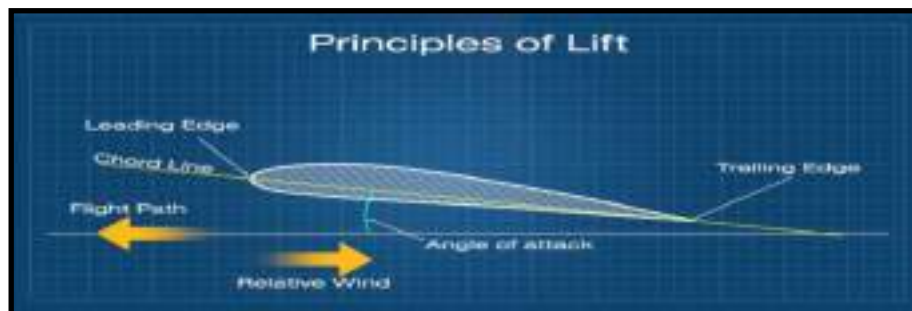 Principles of Lift
Leading Edge
Chord Line
Trailing Edge
Flight Path
Angle of attack
Relative Wind